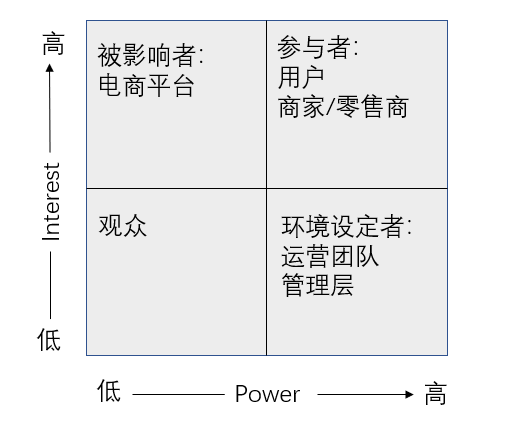 高
被影响者:
电商平台
参与者:
用户
商家/零售商
Interest
观众
环境设定者:
运营团队
管理层
低
低
Power
高